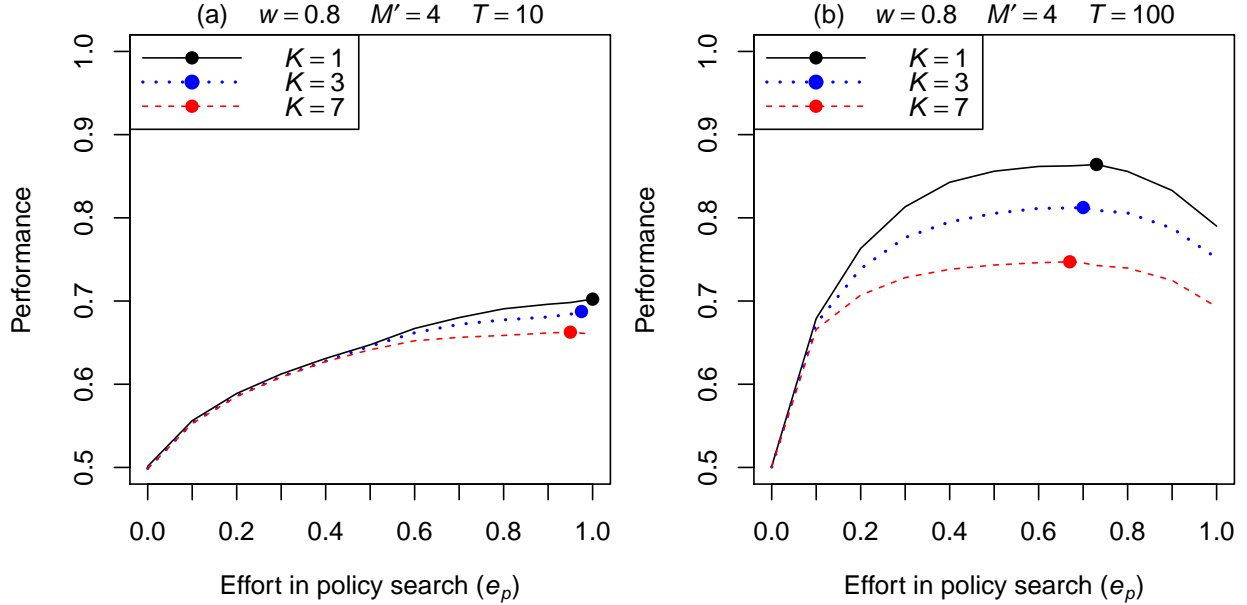 (a) w = 0.8 M′ = 4 T = 10
K = 1
K = 3
K = 7
Performance
1.0
0.9
0.8
0.7
0.6
0.5
0.0 0.2 0.4 0.6 0.8 1.0
Effort in policy search (e_p)
(b) w = 0.8 M′ = 4 T = 100
K = 1
K = 3
K = 7
Performance
1.0
0.9
0.8
0.7
0.6
0.5
0.0 0.2 0.4 0.6 0.8 1.0
Effort in policy search (e_p)